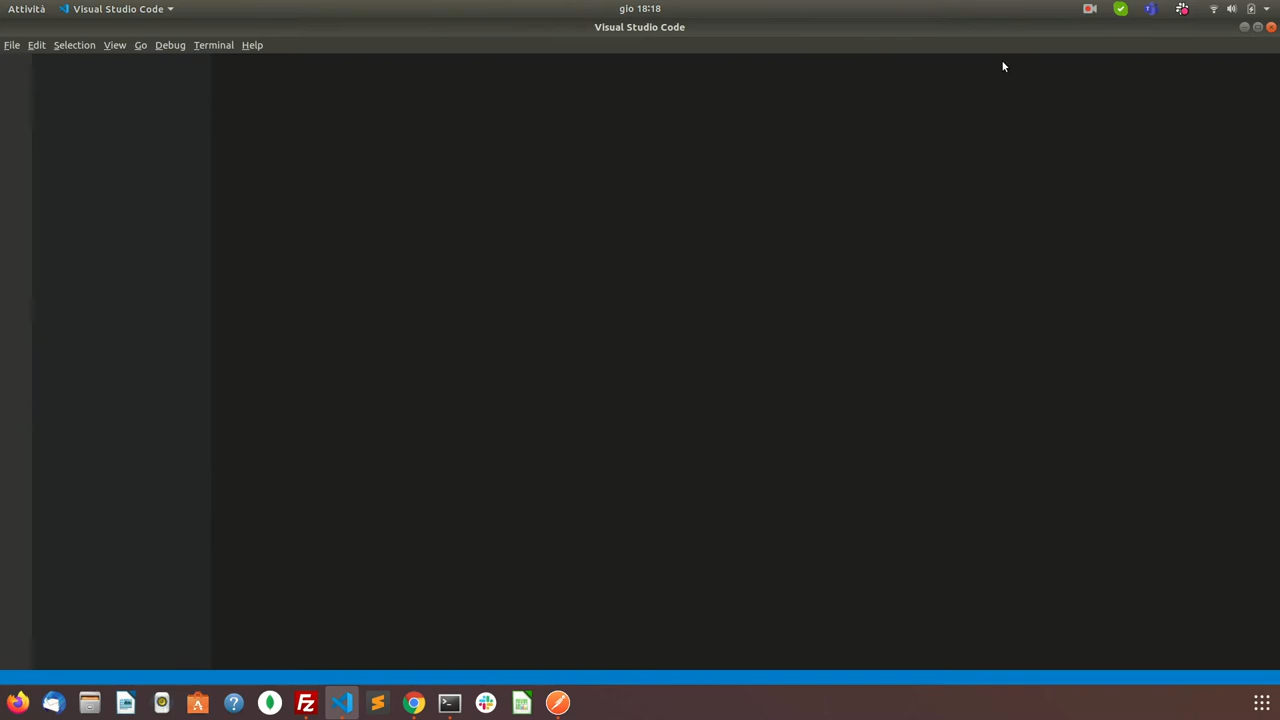 Attività Visual Studio Code gio 18:18
Visual Studio Code
File Edit Selection View Go Debug Terminal Help